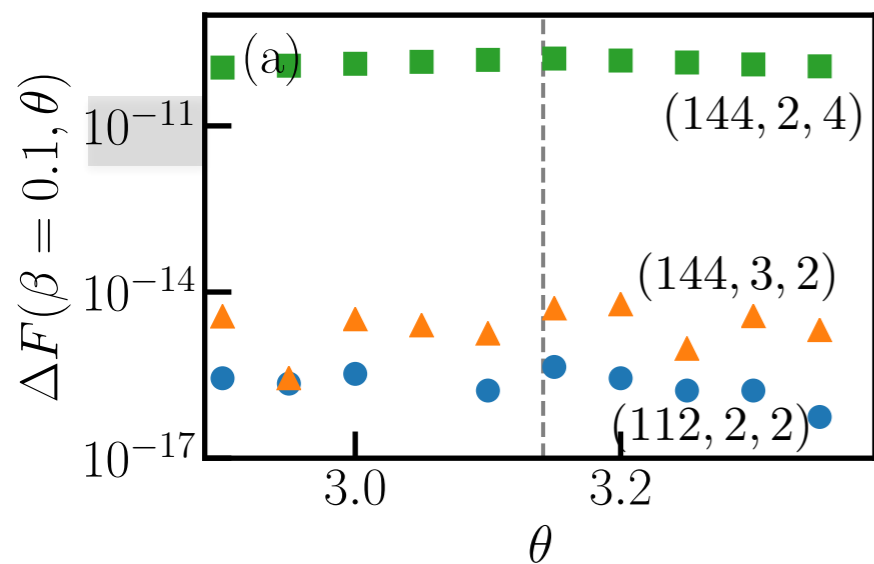 (a)
ΔF(β = 0.1, θ)
10⁻¹¹
(144, 2, 4)
10⁻¹⁴
(144, 3, 2)
10⁻¹⁷
(112, 2, 2)
3.0 3.2
θ